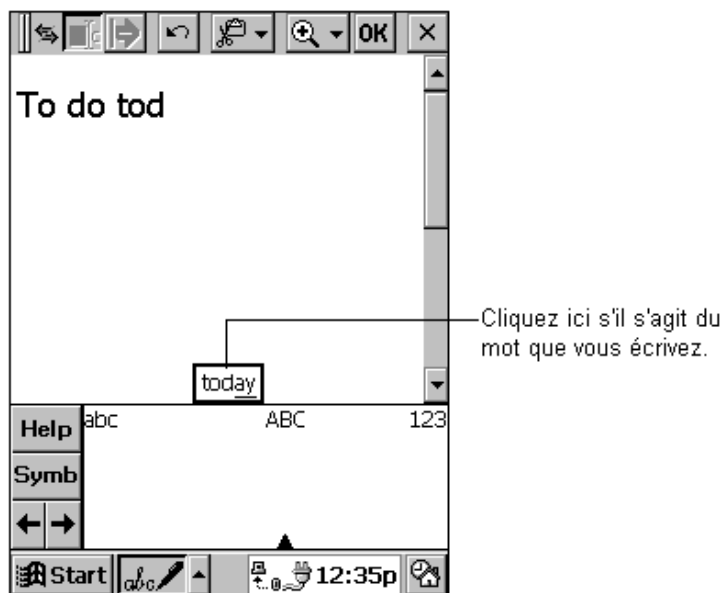 OK
To do tod
Cliquez ici s'il s'agit du
mot que vous écrivez.
today
Help abc ABC 123
Symb
Start abc 12:35p